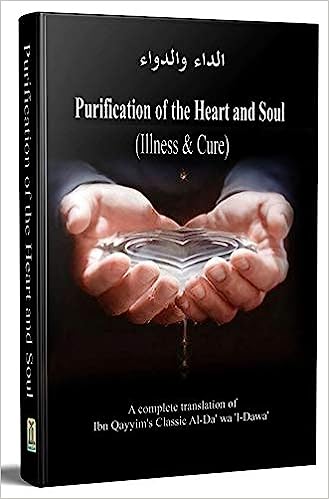 الداء والدواء
Purification of the Heart and Soul
(Illness & Cure)
A complete translation of
Ibn Qayyim's Classic Al-Da' wa 'l-Dawa'
Purification of the Heart and Soul